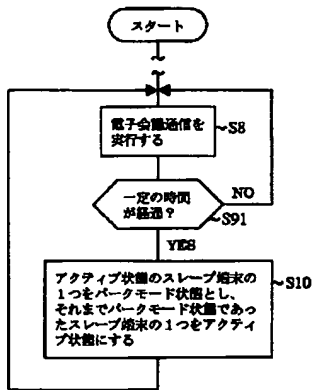 スタート
電子会議通信を
実行する
~S8
一定の時間
が経過？
NO
~S91
YES
アクティブ状態のスレーブ端末の
1つをパークモード状態とし、
それまでパークモード状態であっ
たスレーブ端末の1つをアクティ
ブ状態にする
~S10